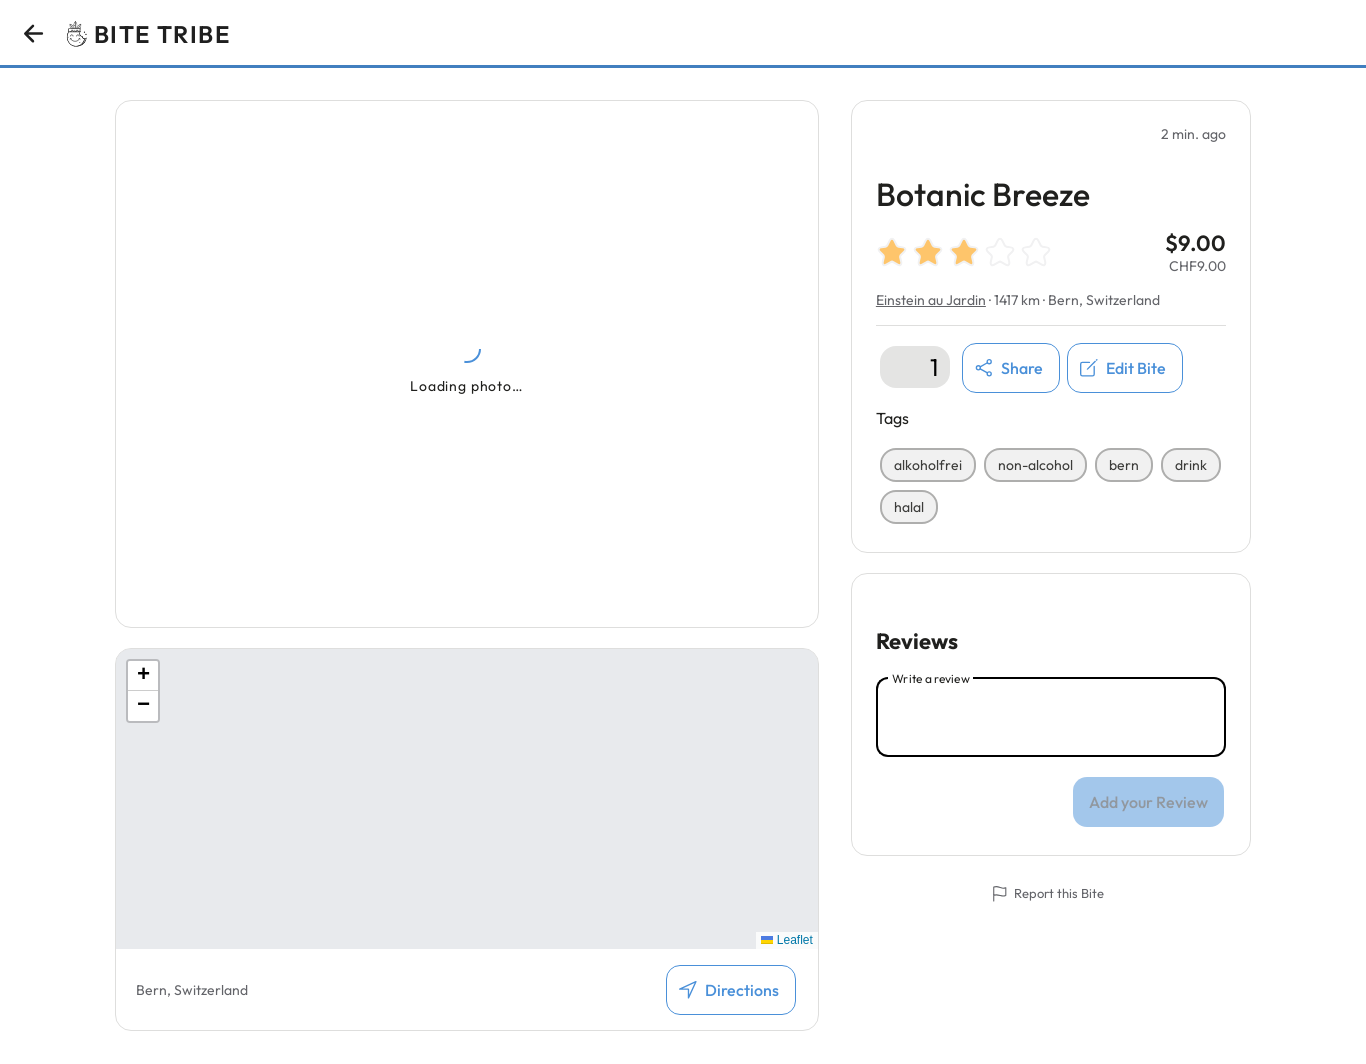 BITE TRIBE
Loading photo...
+
−
Leaflet
Bern, Switzerland
Directions
2 min. ago
Botanic Breeze
$9.00
CHF9.00
Einstein au Jardin · 1417 km · Bern, Switzerland
1
Share
Edit Bite
Tags
alkoholfrei
non-alcohol
bern
drink
halal
Reviews
Write a review
Add your Review
Report this Bite